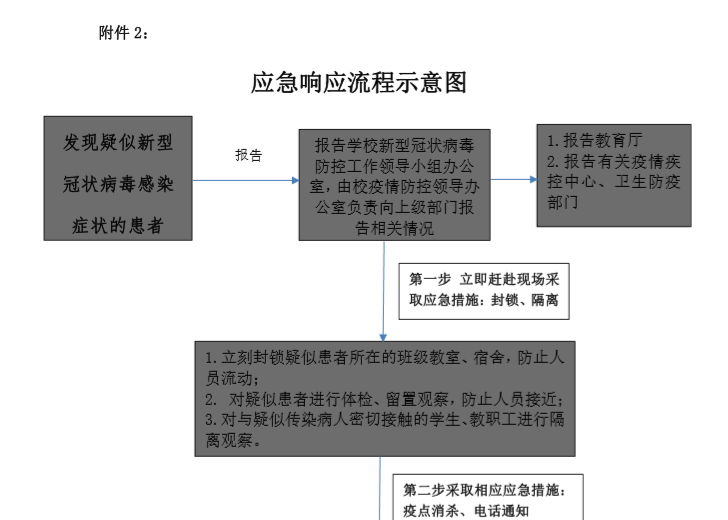 附件 2：
应急响应流程示意图
发现疑似新型
冠状病毒感染
症状的患者
报告
报告学校新型冠状病毒
防控工作领导小组办公
室，由校疫情防控领导办
公室负责向上级部门报
告相关情况
1.报告教育厅
2.报告有关疫情疾
控中心、卫生防疫
部门
第一步 立即赶赴现场采
取应急措施：封锁、隔离
1.立刻封锁疑似患者所在的班级教室、宿舍，防止人
员流动；
2. 对疑似患者进行体检、留置观察，防止人员接近；
3.对与疑似传染病人密切接触的学生、教职工进行隔
离观察。
第二步采取相应应急措施：
疫点消杀、电话通知